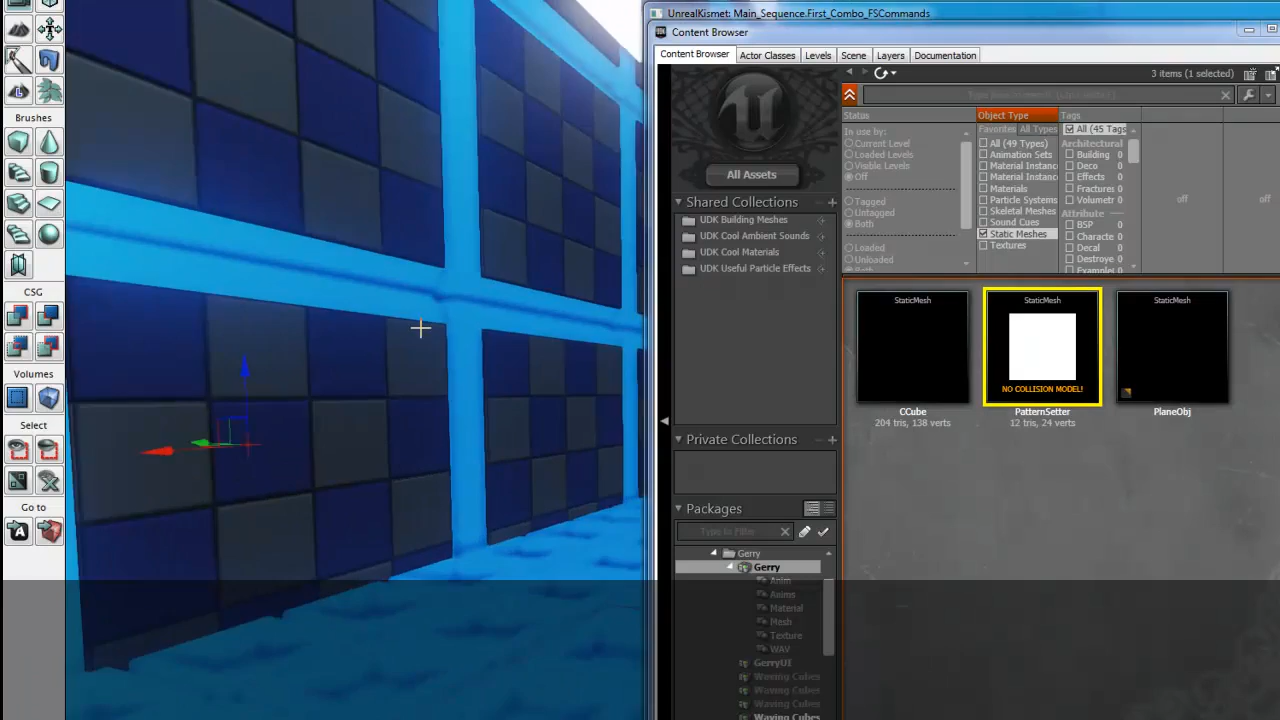 UnrealKismet: Main_Sequence.First_Combo_FSCommands
Content Browser
Content Browser Actor Classes Levels Scene Layers Documentation
3 items (1 selected)
Brushes
CSG
Volumes
Select
Go to
All Assets
Shared Collections
UDK Building Meshes
UDK Cool Ambient Sounds
UDK Cool Materials
UDK Useful Particle Effects
Private Collections
Packages
Type to Filter
Gerry
Gerry
Anim
Anims
Material
Mesh
Texture
WAV
GerryUI
Waving Cubes
Waving Cubes
Waving Cubes
Waving Cubes
Status
In use by:
Current Level
Loaded Levels
Visible Levels
Off
Tagged
Untagged
Both
Loaded
Unloaded
Both
Object Type
Favorites All Types
All (49 Types)
Animation Sets
Material Instanc
Material Instanc
Materials
Particle Systems
Skeletal Meshes
Sound Cues
Static Meshes
Textures
Tags
All (45 Tags
Architectural
Building 0
Deco 0
Effects 0
Fractures 0
Volumetr 0
Attribute
BSP 0
Characte 0
Decal 0
Destroye 0
Example 0
off
off
StaticMesh
CCube
204 tris, 138 verts
StaticMesh
NO COLLISION MODEL!
PatternSetter
12 tris, 24 verts
StaticMesh
PlaneObj